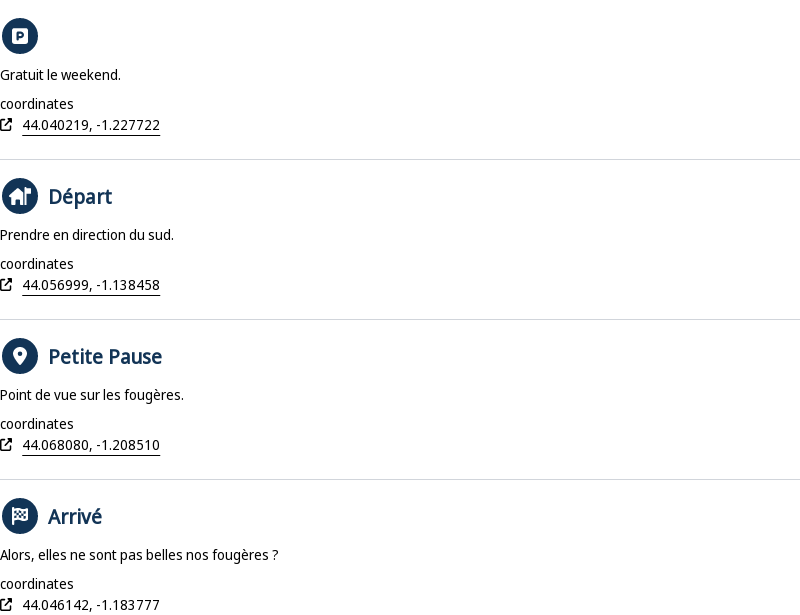 P
Gratuit le weekend.
coordinates
44.040219, -1.227722
Départ
Prendre en direction du sud.
coordinates
44.056999, -1.138458
Petite Pause
Point de vue sur les fougères.
coordinates
44.068080, -1.208510
Arrivé
Alors, elles ne sont pas belles nos fougères ?
coordinates
44.046142, -1.183777